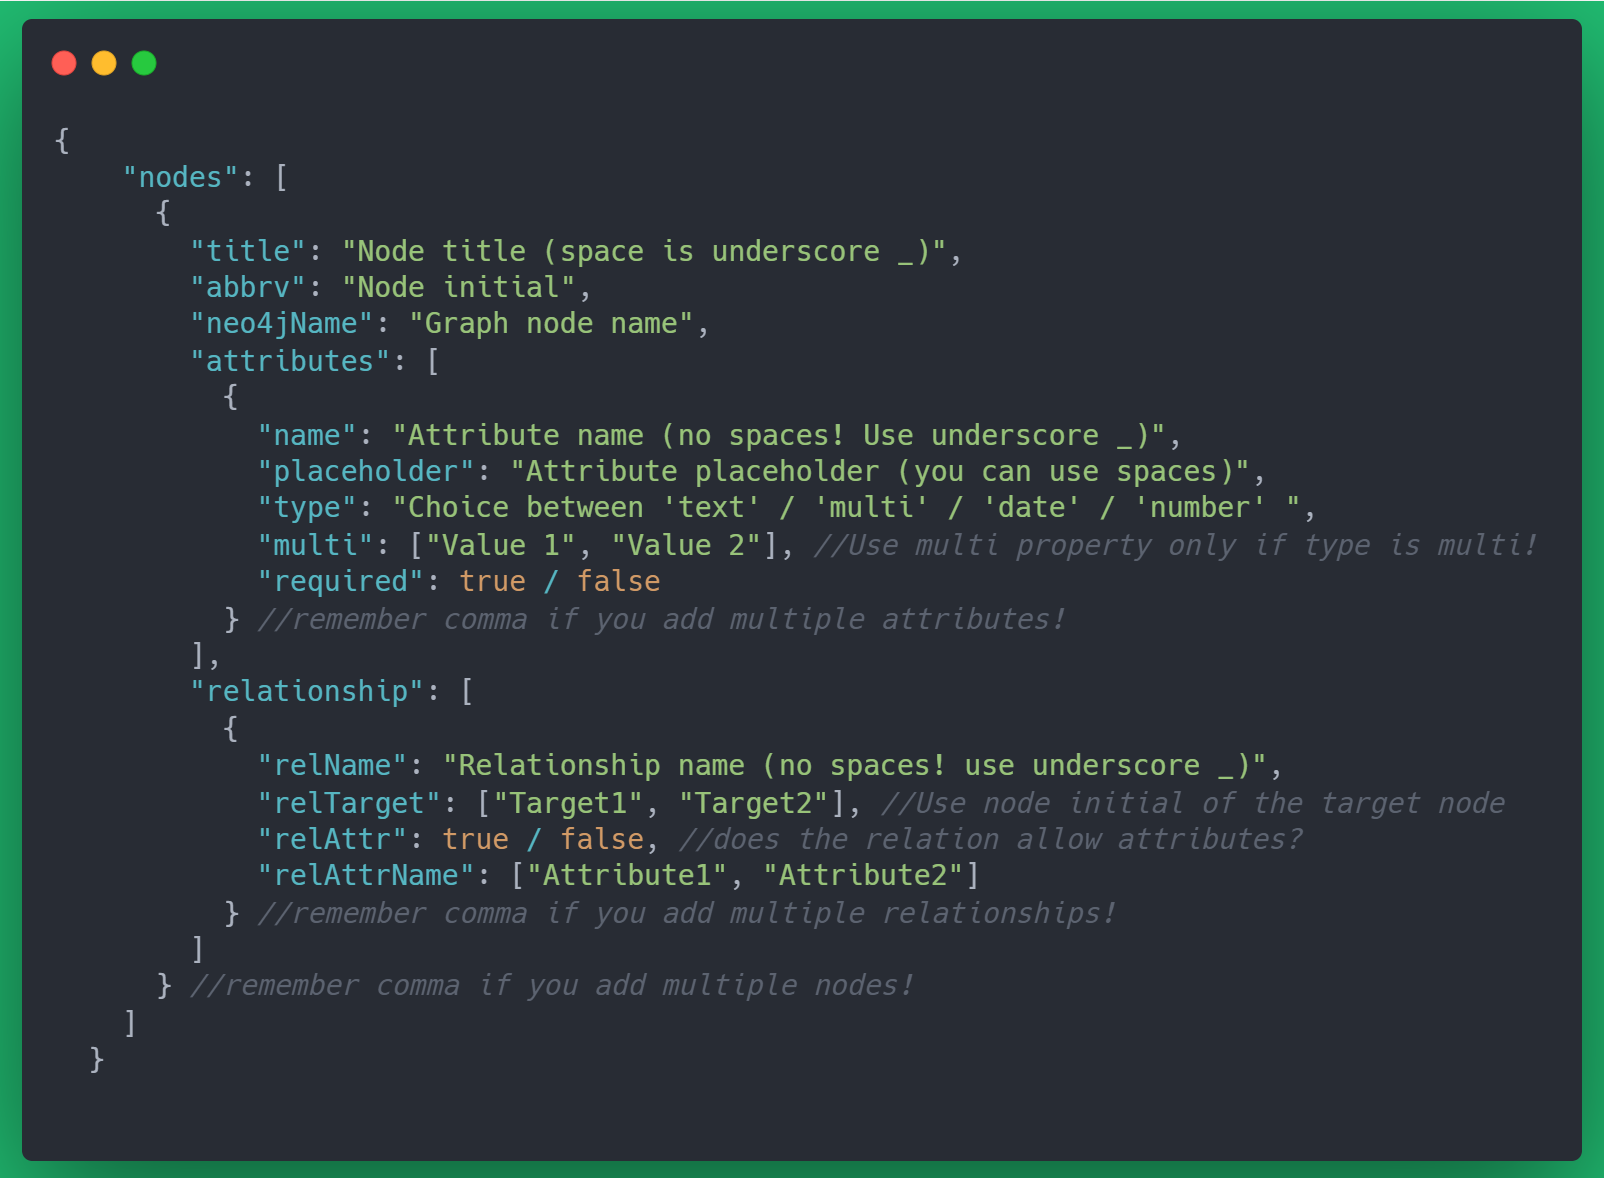 {
    "nodes": [
      {
        "title": "Node title (space is underscore _)",
        "abbrv": "Node initial",
        "neo4jName": "Graph node name",
        "attributes": [
          {
            "name": "Attribute name (no spaces! Use underscore _)",
            "placeholder": "Attribute placeholder (you can use spaces)",
            "type": "Choice between 'text' / 'multi' / 'date' / 'number' ",
            "multi": ["Value 1", "Value 2"], //Use multi property only if type is multi!
            "required": true / false
          } //remember comma if you add multiple attributes!
        ],
        "relationship": [
          {
            "relName": "Relationship name (no spaces! use underscore _)",
            "relTarget": ["Target1", "Target2"], //Use node initial of the target node
            "relAttr": true / false, //does the relation allow attributes?
            "relAttrName": ["Attribute1", "Attribute2"]
          } //remember comma if you add multiple relationships!
        ]
      } //remember comma if you add multiple nodes!
    ]
  }